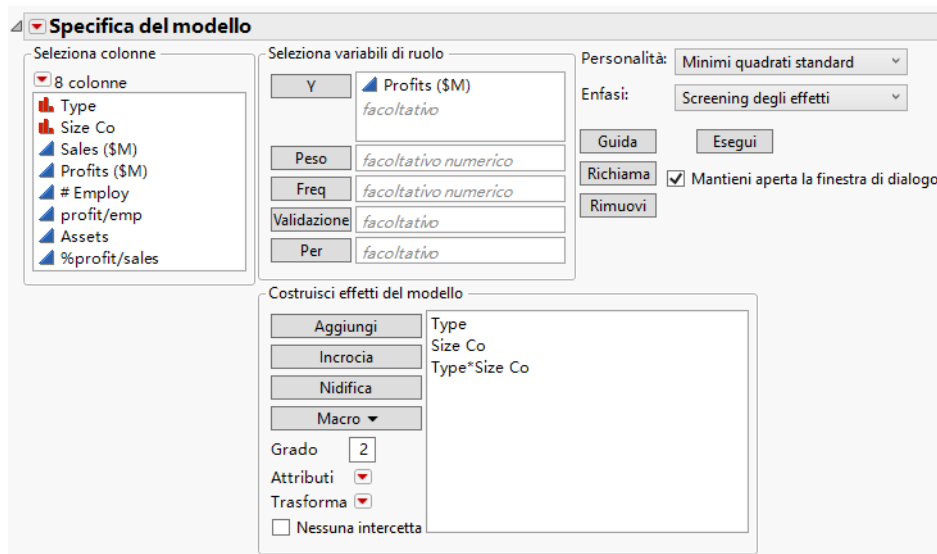 Specifica del modello
Seleziona colonne
8 colonne
Type
Size Co
Sales ($M)
Profits ($M)
# Employ
profit/emp
Assets
%profit/sales
Seleziona variabili di ruolo
Y
Profits ($M)
facoltativo
Peso
facoltativo numerico
Freq
facoltativo numerico
Validazione
facoltativo
Per
facoltativo
Personalità:
Minimi quadrati standard
Enfasi:
Screening degli effetti
Guida
Esegui
Richiama
Mantieni aperta la finestra di dialogo
Rimuovi
Costruisci effetti del modello
Aggiungi
Incrocia
Nidifica
Macro
Grado
2
Attributi
Trasforma
Nessuna intercetta
Type
Size Co
Type*Size Co